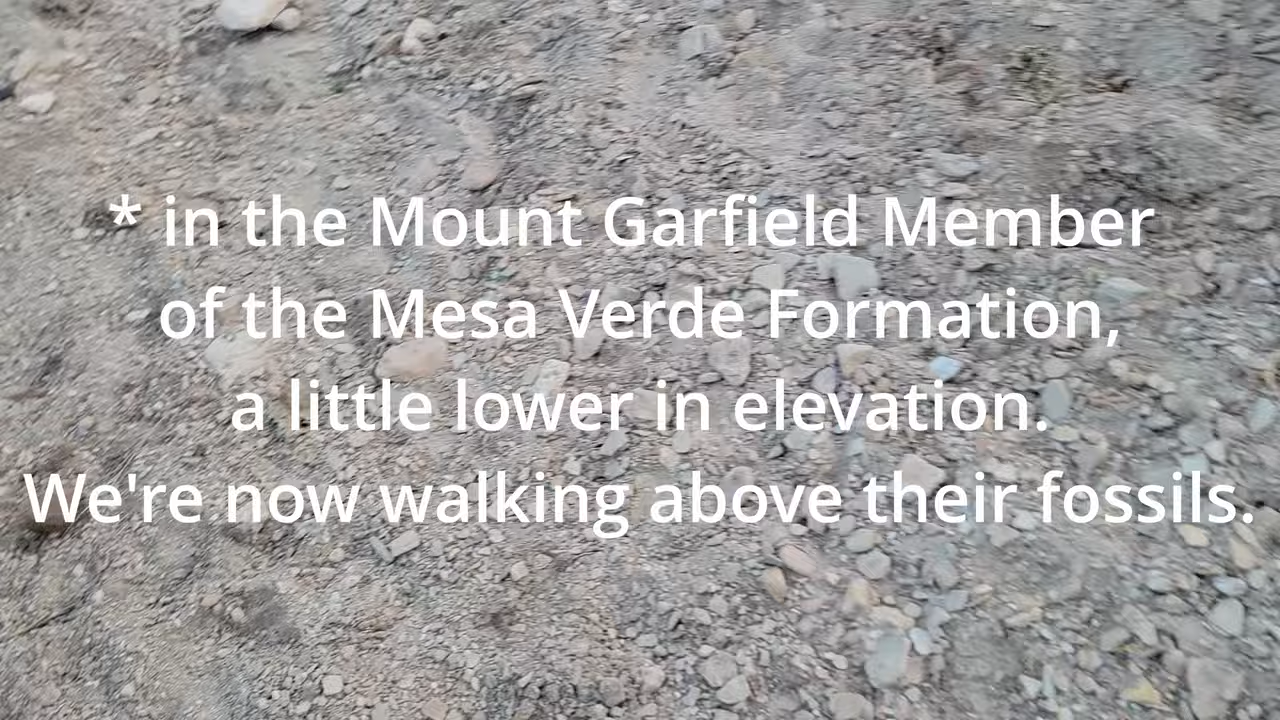 * in the Mount Garfield Member
of the Mesa Verde Formation,
a little lower in elevation.
We're now walking above their fossils.